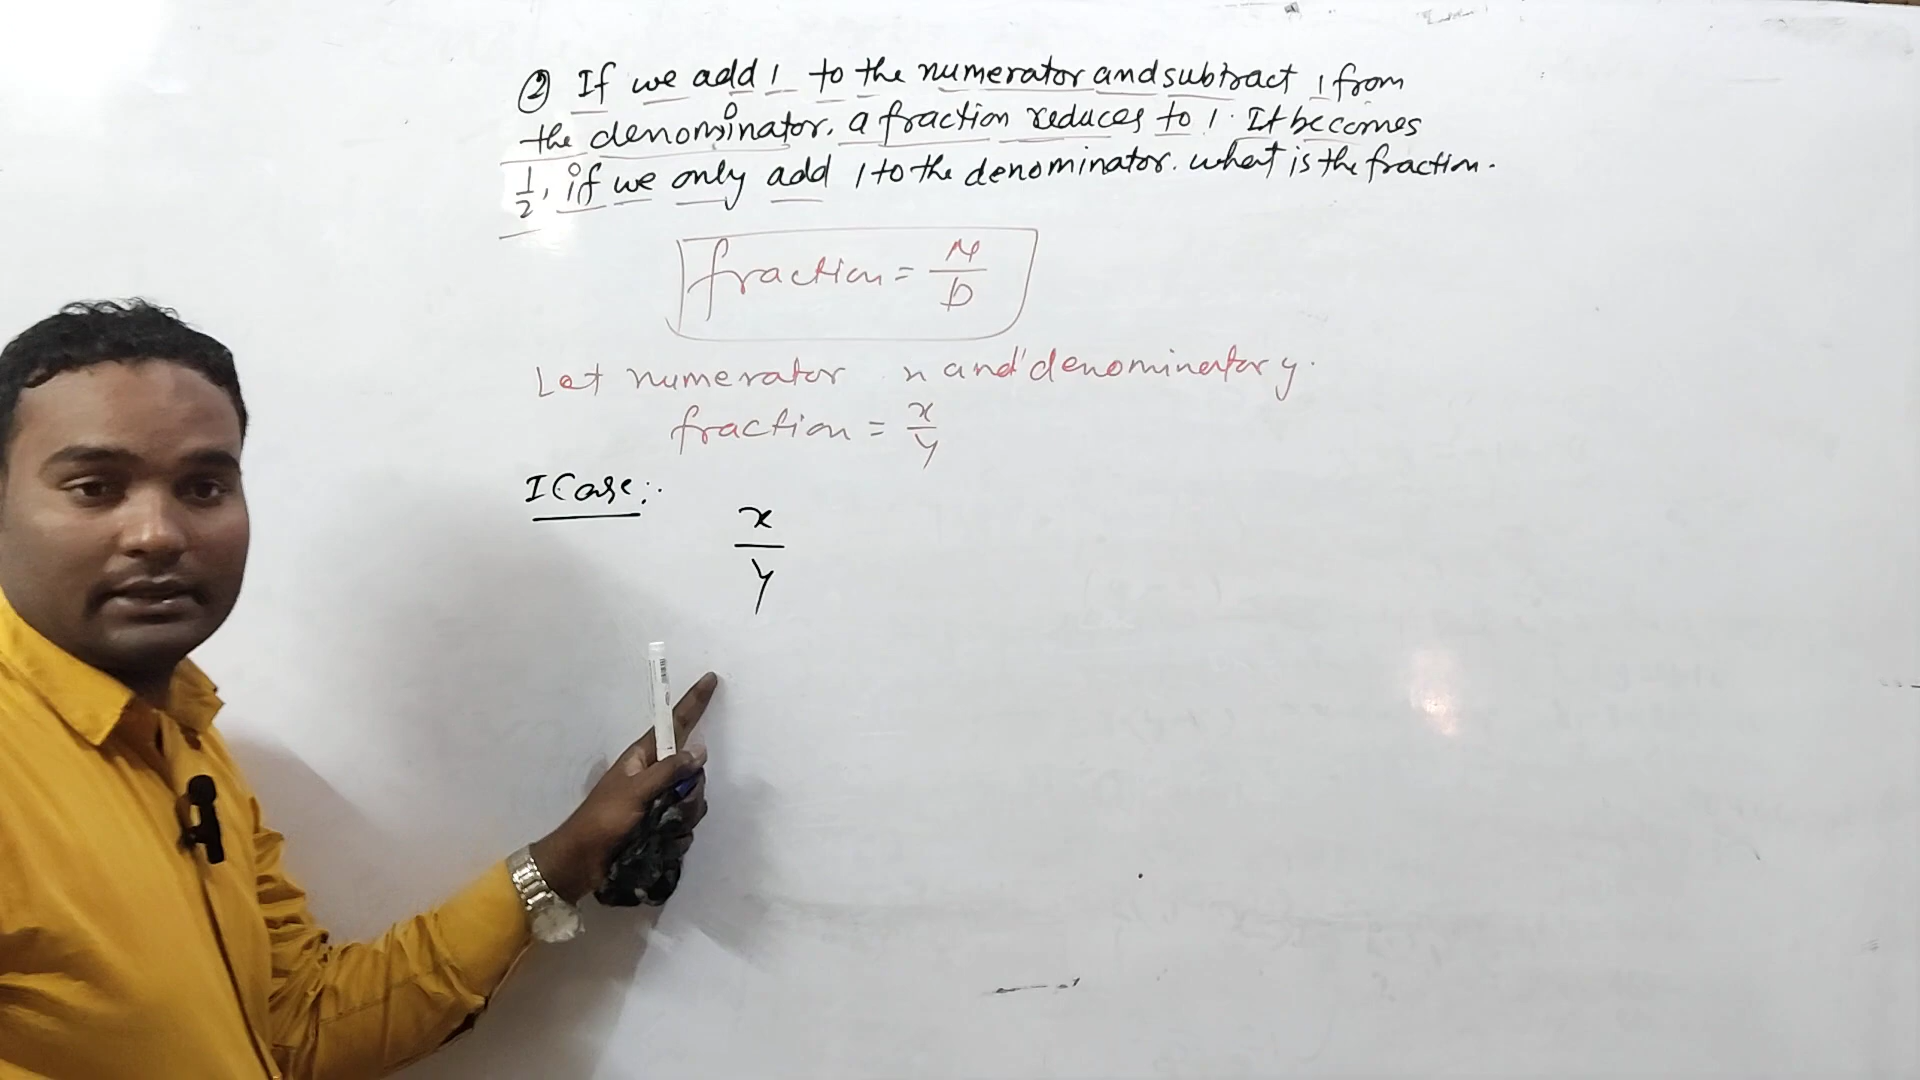 ② If we add 1 to the numerator and subtract 1 from
the denominator, a fraction reduces to 1. It becomes
1/2, if we only add 1 to the denominator. what is the fraction.
fraction = N/D
Let numerator x and denominator y.
fraction = x/y
I Case:.
x/y